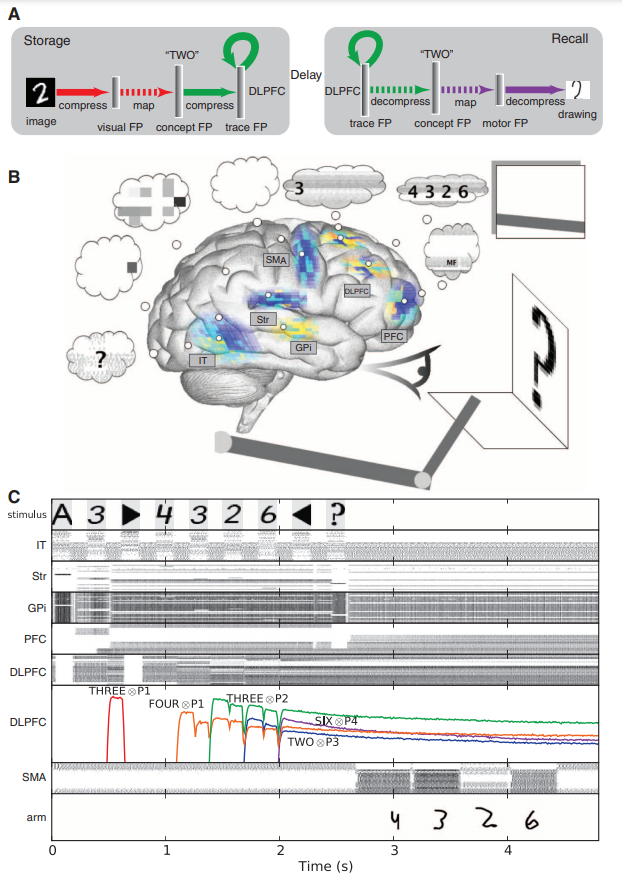 A
Storage
Recall
"TWO"
"TWO"
2
DLPFC
Delay
DLPFC
compress
map
compress
decompress
map
decompress
image
visual FP
concept FP
trace FP
trace FP
concept FP
motor FP
drawing
2
B
3
4 3 2 6
SMA
MF
DLPFC
Str
GPi
PFC
IT
?
C
stimulus
A 3 ▶ 4 3 2 6 ◀ ?
IT
Str
GPi
PFC
DLPFC
THREE⊗P1
FOUR⊗P1
THREE⊗P2
DLPFC
SIX⊗P4
TWO⊗P3
SMA
arm
4 3 2 6
0 1 2 3 4
Time (s)